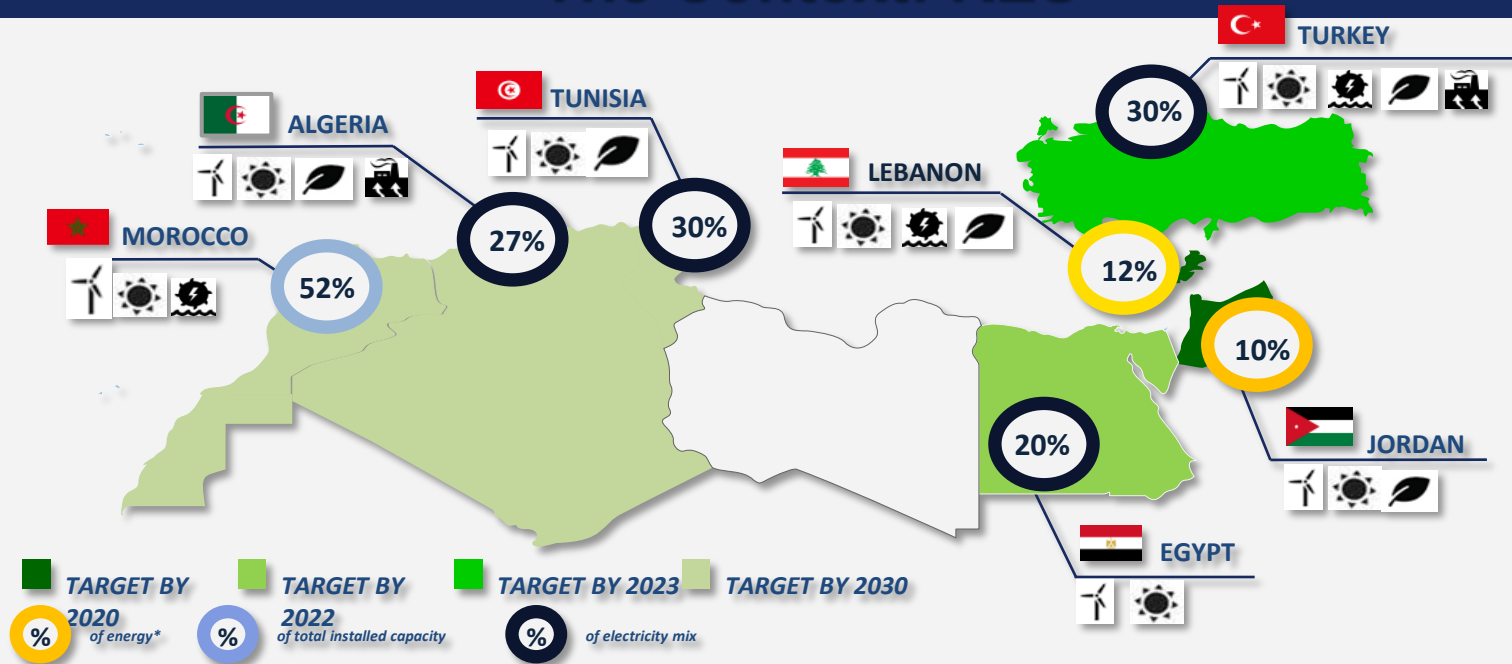 TURKEY
30%
TUNISIA
ALGERIA
LEBANON
MOROCCO
27%
30%
52%
12%
10%
20%
JORDAN
EGYPT
TARGET BY
2020
TARGET BY
2022
TARGET BY 2023
TARGET BY 2030
% of energy*
% of total installed capacity
% of electricity mix